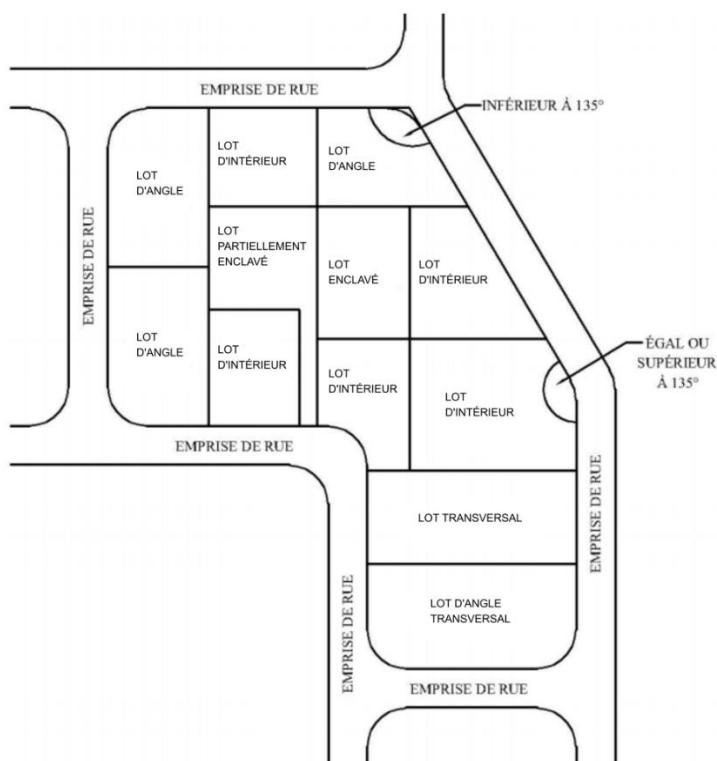 EMPRISE DE RUE
INFÉRIEUR À 135°
LOT
D'ANGLE
LOT
D'INTÉRIEUR
LOT
D'ANGLE
EMPRISE DE RUE
LOT
PARTIELLEMENT
ENCLAVÉ
LOT
ENCLAVÉ
LOT
D'INTÉRIEUR
LOT
D'ANGLE
LOT
D'INTÉRIEUR
LOT
D'INTÉRIEUR
LOT
D'INTÉRIEUR
ÉGAL OU
SUPÉRIEUR
À 135°
EMPRISE DE RUE
LOT TRANSVERSAL
EMPRISE DE RUE
LOT D'ANGLE
TRANSVERSAL
EMPRISE DE RUE
EMPRISE DE RUE